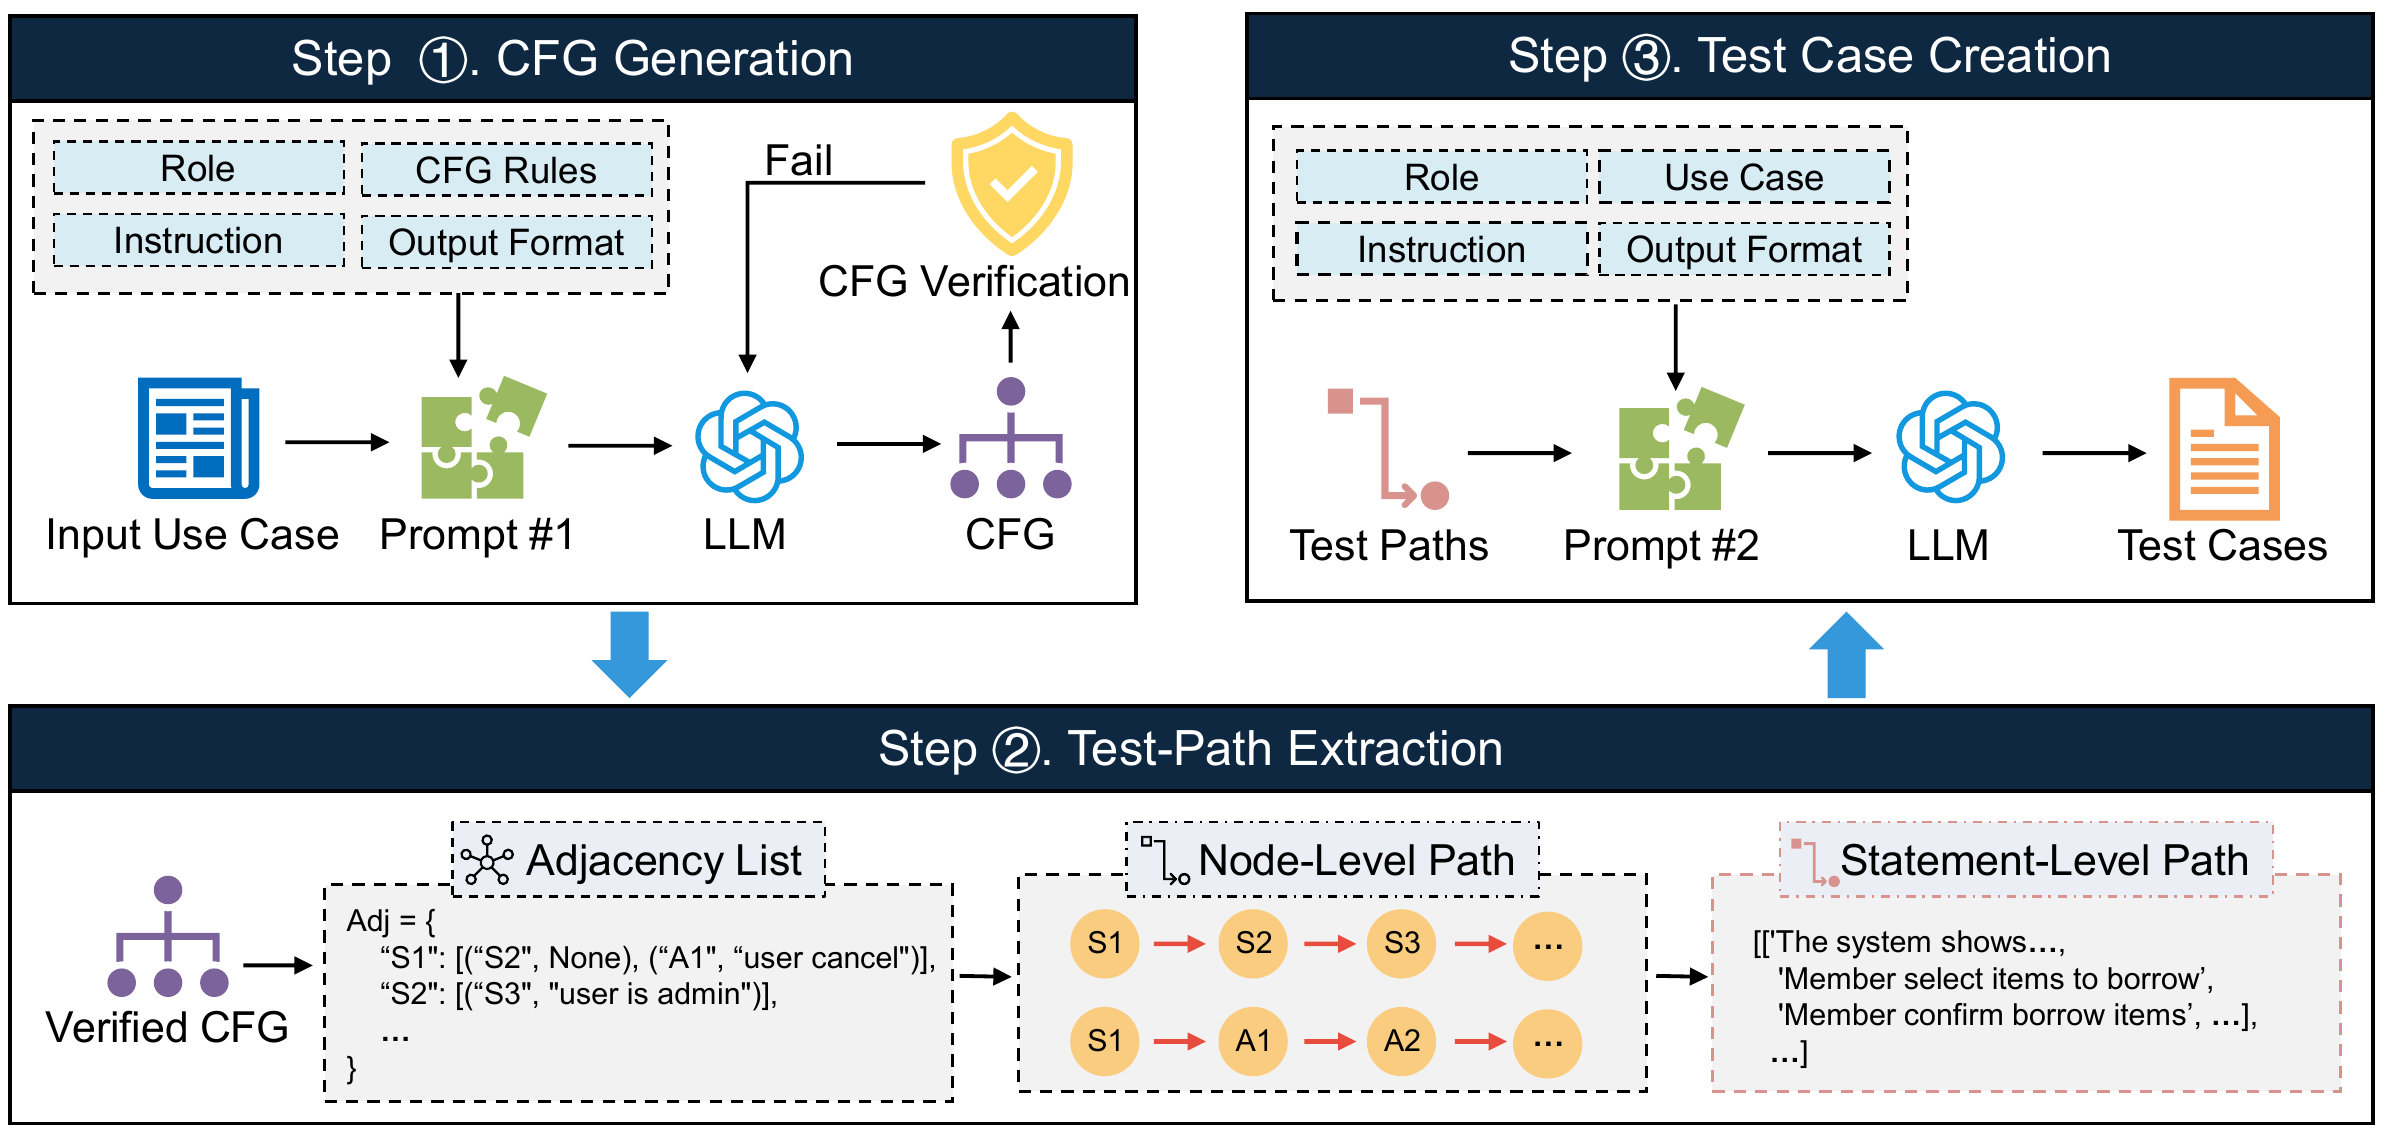 Step ①. CFG Generation
Role
CFG Rules
Instruction
Output Format
Fail
CFG Verification
Input Use Case
Prompt #1
LLM
CFG
Step ③. Test Case Creation
Role
Use Case
Instruction
Output Format
Test Paths
Prompt #2
LLM
Test Cases
Step ②. Test-Path Extraction
Verified CFG
Adjacency List
Adj = {
“S1": [(“S2", None), (“A1", “user cancel")],
“S2": [(“S3", "user is admin")],
...
}
Node-Level Path
S1
S2
S3
...
S1
A1
A2
...
Statement-Level Path
[['The system shows...,
'Member select items to borrow’,
'Member confirm borrow items’, ...],
...]